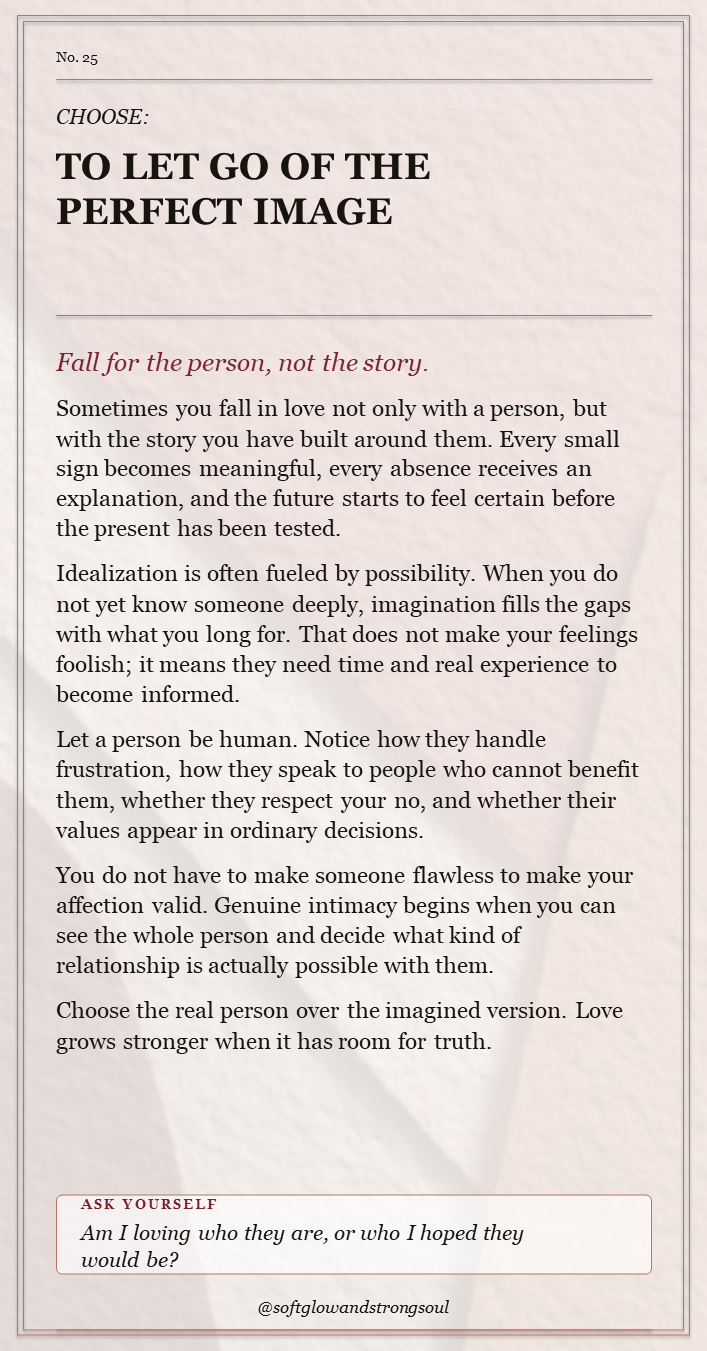 No. 25
CHOOSE:
TO LET GO OF THE
PERFECT IMAGE
Fall for the person, not the story.
Sometimes you fall in love not only with a person, but
with the story you have built around them. Every small
sign becomes meaningful, every absence receives an
explanation, and the future starts to feel certain before
the present has been tested.
Idealization is often fueled by possibility. When you do
not yet know someone deeply, imagination fills the gaps
with what you long for. That does not make your feelings
foolish; it means they need time and real experience to
become informed.
Let a person be human. Notice how they handle
frustration, how they speak to people who cannot benefit
them, whether they respect your no, and whether their
values appear in ordinary decisions.
You do not have to make someone flawless to make your
affection valid. Genuine intimacy begins when you can
see the whole person and decide what kind of
relationship is actually possible with them.
Choose the real person over the imagined version. Love
grows stronger when it has room for truth.
ASK YOURSELF
Am I loving who they are, or who I hoped they
would be?
@softglowandstrongsoul